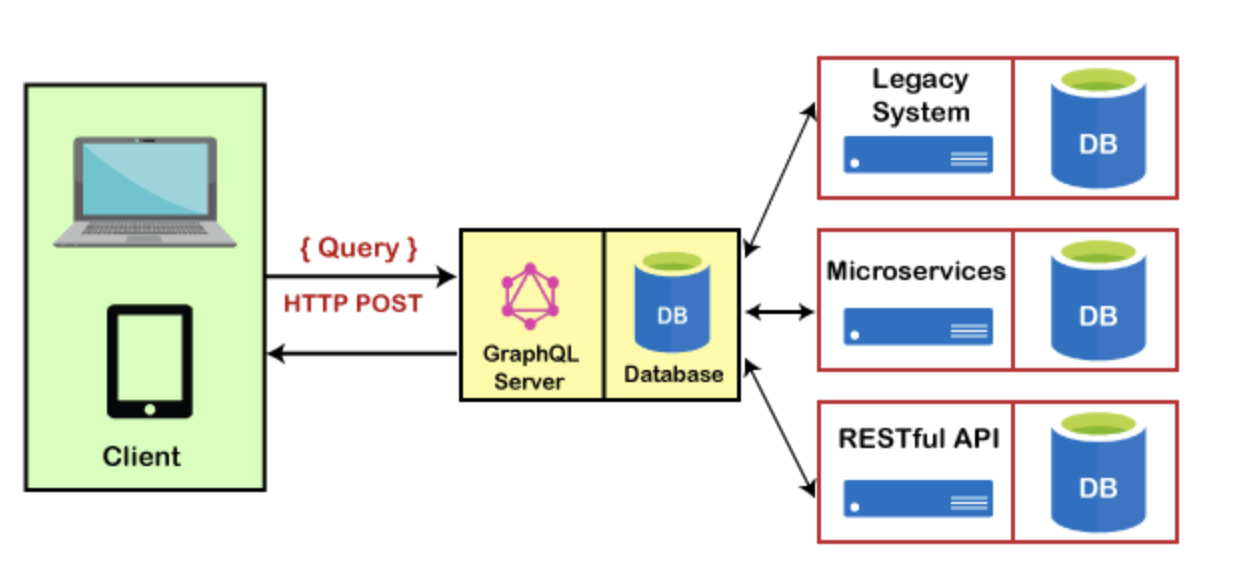 Client
{ Query }
HTTP POST
GraphQL
Server
DB
Database
Legacy
System
DB
Microservices
DB
RESTful API
DB